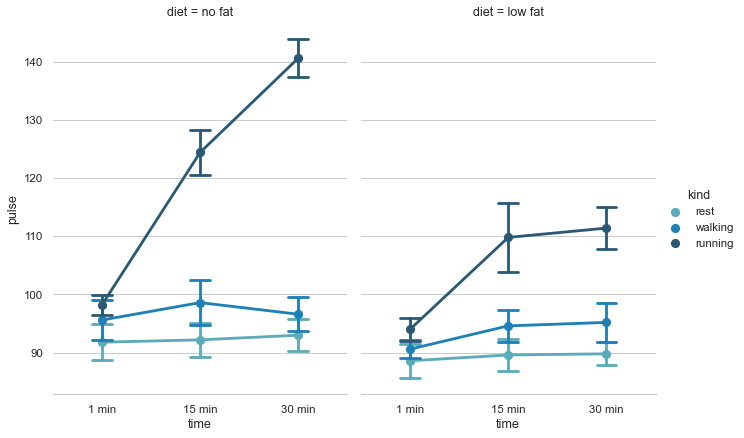 diet = no fat
diet = low fat
pulse
140
130
120
110
100
90
1 min
15 min
30 min
time
1 min
15 min
30 min
time
kind
rest
walking
running